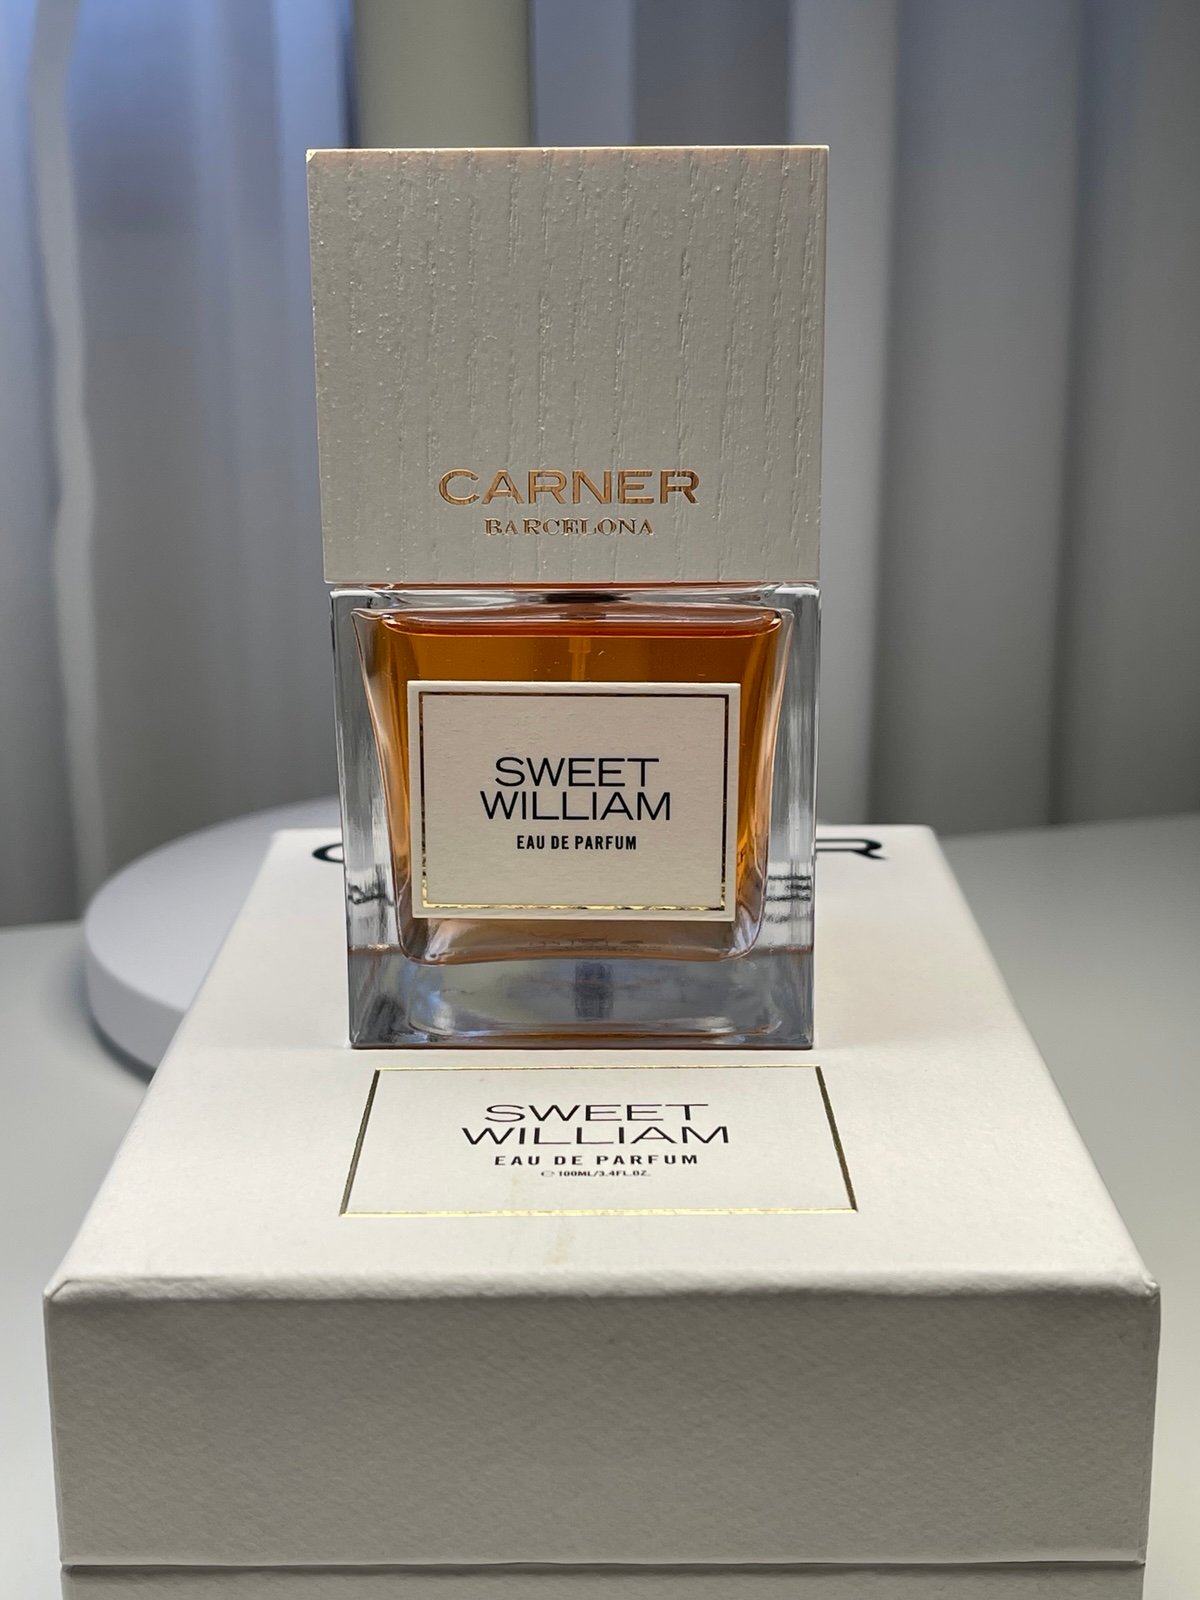 CARNER
BARCELONA
SWEET
WILLIAM
EAU DE PARFUM
SWEET
WILLIAM
EAU DE PARFUM
℮ 100ML/3.4FL.OZ.